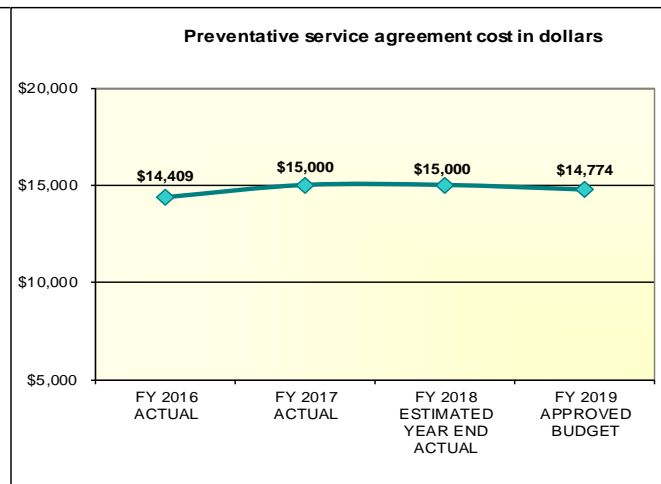 Preventative service agreement cost in dollars
$20,000
$15,000
$10,000
$5,000
$14,409
$15,000
$15,000
$14,774
FY 2016
ACTUAL
FY 2017
ACTUAL
FY 2018
ESTIMATED
YEAR END
ACTUAL
FY 2019
APPROVED
BUDGET